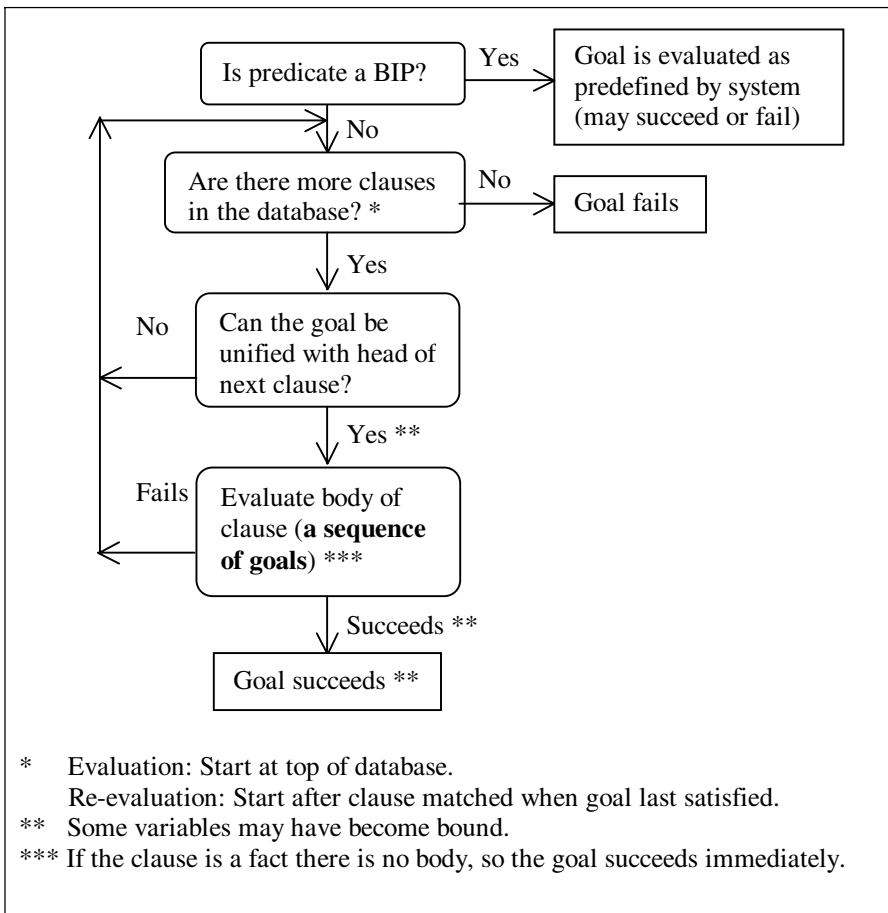 Is predicate a BIP?
Yes
Goal is evaluated as
predefined by system
(may succeed or fail)
No
Are there more clauses
in the database? *
No
Goal fails
Yes
Can the goal be
unified with head of
next clause?
No
Yes **
Fails
Evaluate body of
clause (a sequence
of goals) ***
Succeeds **
Goal succeeds **
* Evaluation: Start at top of database.
Re-evaluation: Start after clause matched when goal last satisfied.
** Some variables may have become bound.
*** If the clause is a fact there is no body, so the goal succeeds immediately.